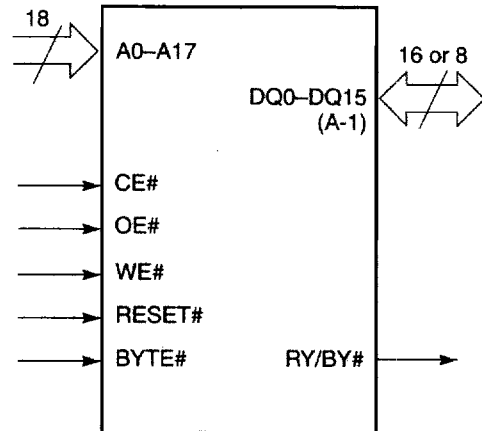 18
A0–A17
16 or 8
DQ0–DQ15
(A-1)
CE#
OE#
WE#
RESET#
BYTE#
RY/BY#